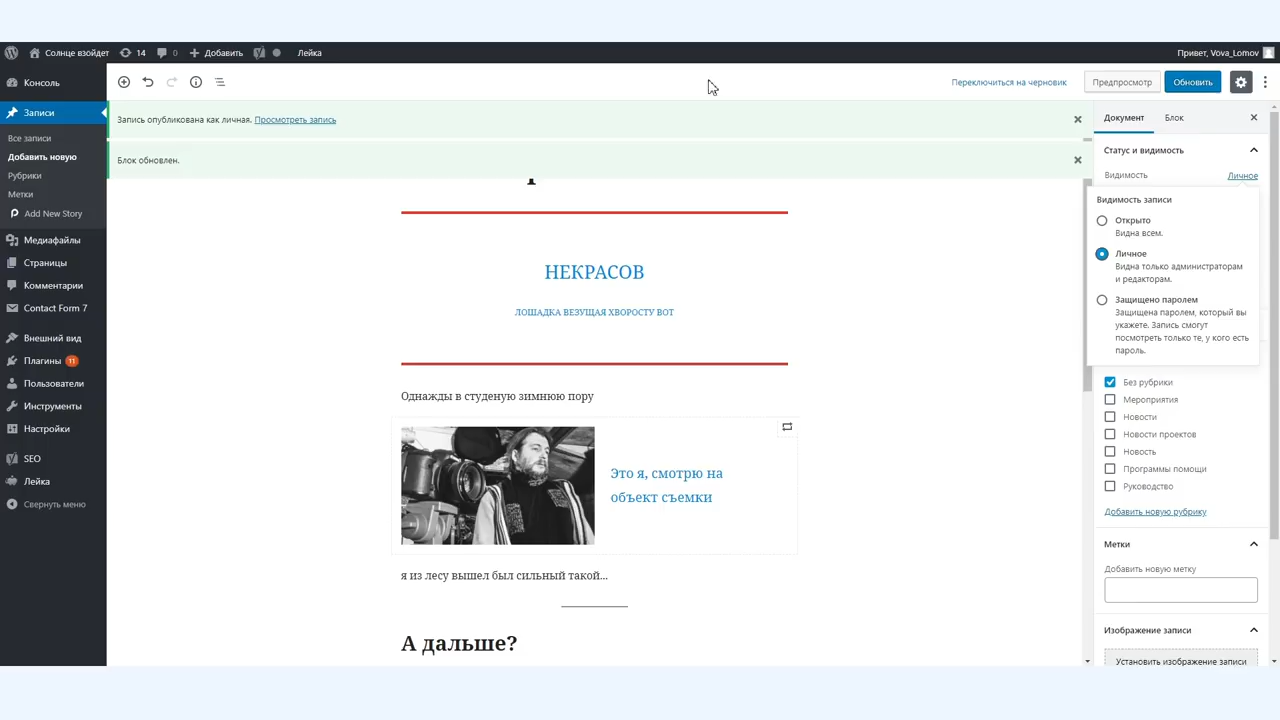 Солнце взойдет
14
0
Добавить
Лейка
Привет, Vova_Lomov
Консоль
Записи
Все записи
Добавить новую
Рубрики
Метки
Add New Story
Медиафайлы
Страницы
Комментарии
Contact Form 7
Внешний вид
Плагины 11
Пользователи
Инструменты
Настройки
SEO
Лейка
Свернуть меню
Переключиться на черновик
Предпросмотр
Обновить
Запись опубликована как личная. Просмотреть запись
Блок обновлен.
НЕКРАСОВ
ЛОШАДКА ВЕЗУЩАЯ ХВОРОСТУ ВОТ
Однажды в студеную зимнюю пору
Это я, смотрю на
объект съемки
я из лесу вышел был сильный такой...
А дальше?
Документ
Блок
Статус и видимость
Видимость
Личное
Видимость записи
Открыто
Видна всем.
Личное
Видна только администраторам
и редакторам.
Защищено паролем
Защищена паролем, который вы
укажете. Запись смогут
посмотреть только те, у кого есть
пароль.
Без рубрики
Мероприятия
Новости
Новости проектов
Новость
Программы помощи
Руководство
Добавить новую рубрику
Метки
Добавить новую метку
Изображение записи
Установить изображение записи